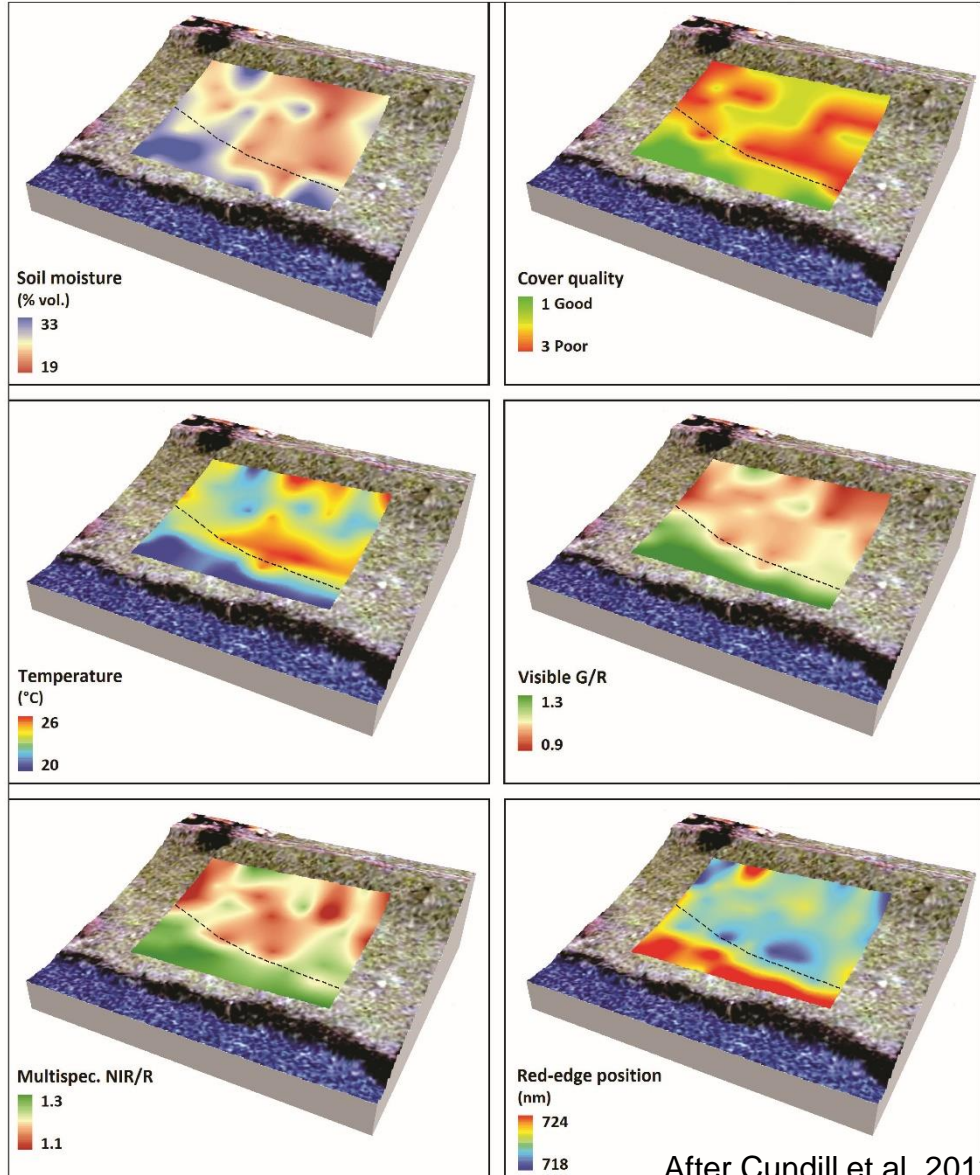 Soil moisture
(% vol.)
33
19
Cover quality
1 Good
3 Poor
Temperature
(°C)
26
20
Visible G/R
1.3
0.9
Multispec. NIR/R
1.3
1.1
Red-edge position
(nm)
724
718
After Cundill et al. 201